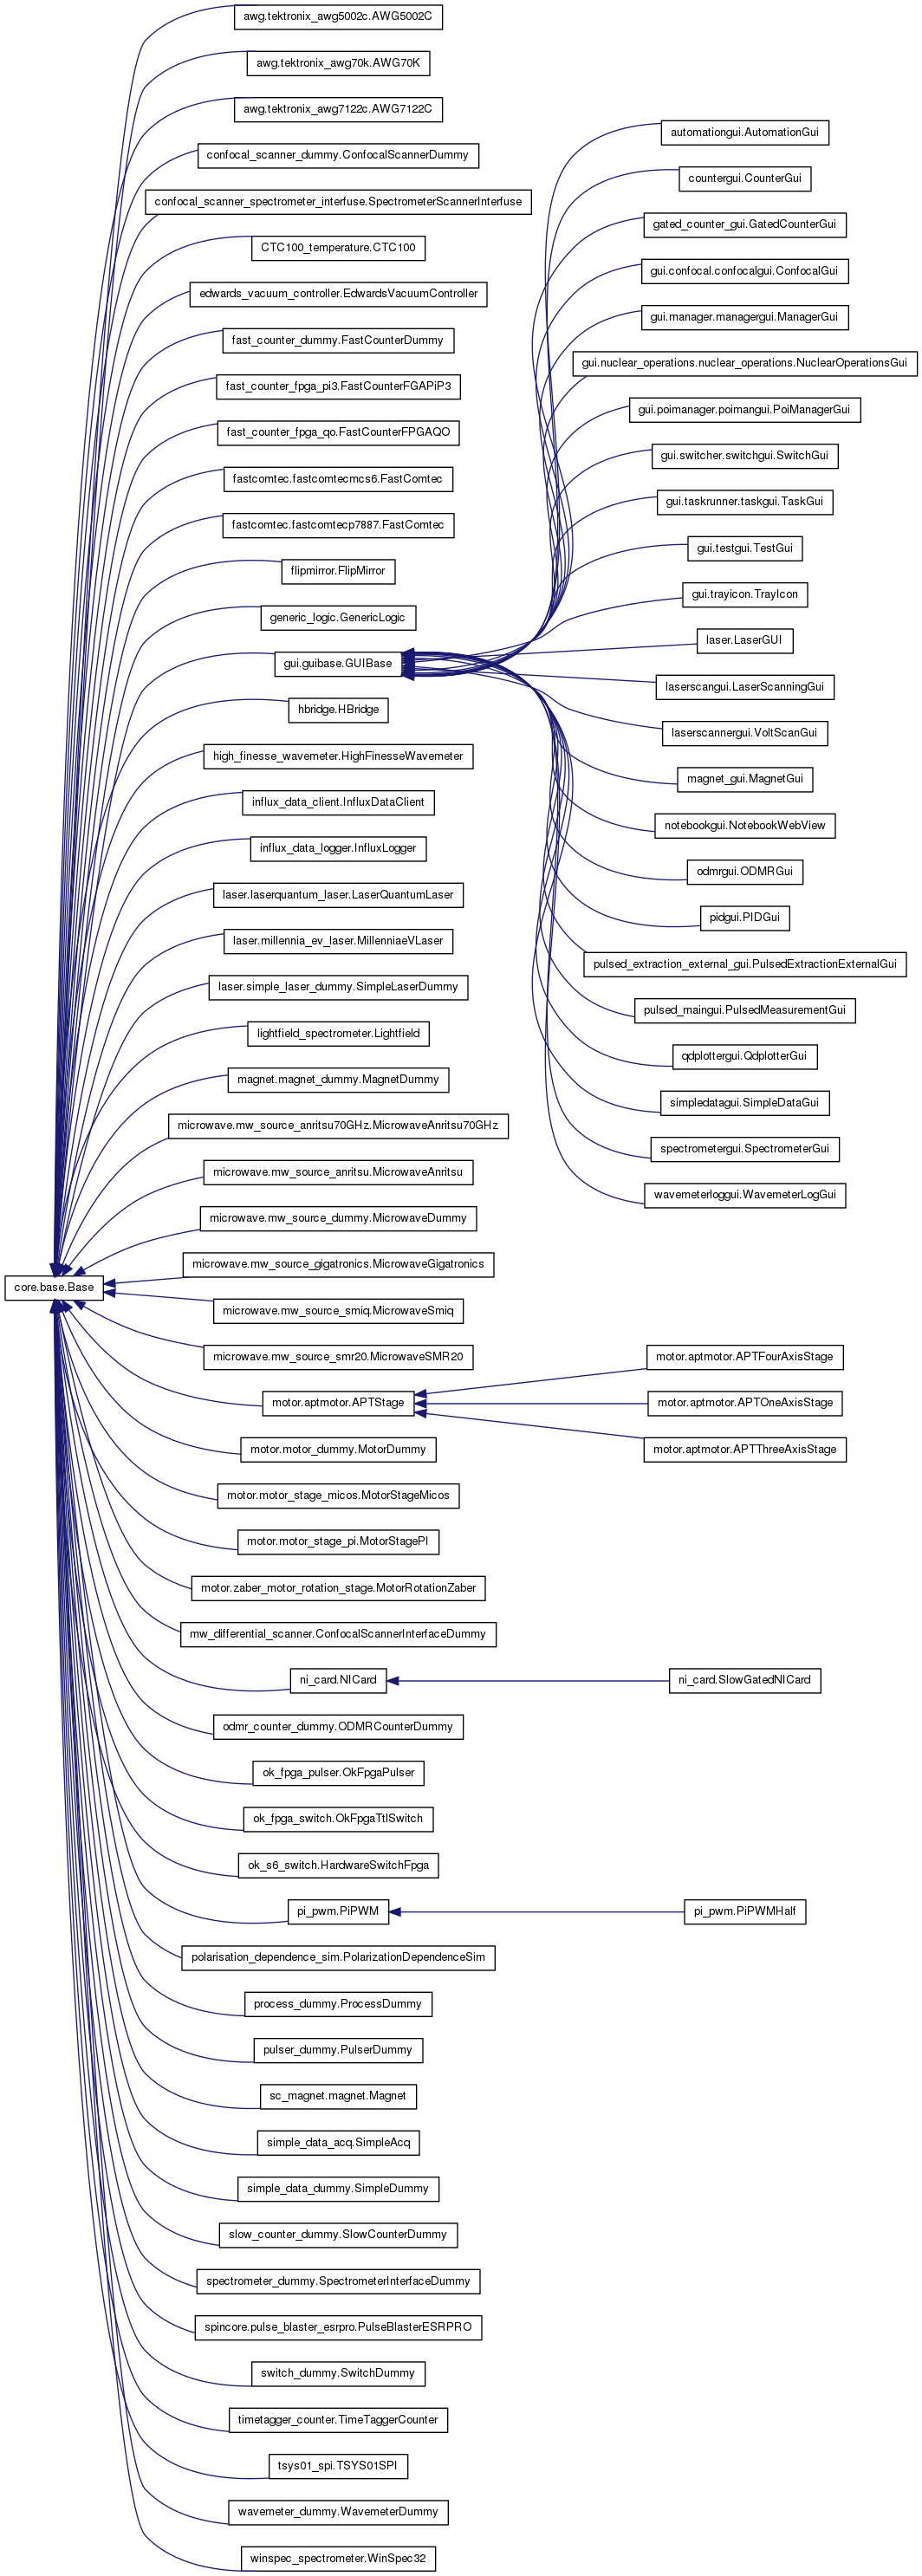 awg.tektronix_awg5002c.AWG5002C
awg.tektronix_awg70k.AWG70K
awg.tektronix_awg7122c.AWG7122C
confocal_scanner_dummy.ConfocalScannerDummy
confocal_scanner_spectrometer_interfuse.SpectrometerScannerInterfuse
CTC100_temperature.CTC100
edwards_vacuum_controller.EdwardsVacuumController
fast_counter_dummy.FastCounterDummy
fast_counter_fpga_pi3.FastCounterFGAPiP3
fast_counter_fpga_qo.FastCounterFPGAQO
fastcomtec.fastcomtecmcs6.FastComtec
fastcomtec.fastcomtecp7887.FastComtec
flipmirror.FlipMirror
generic_logic.GenericLogic
gui.guibase.GUIBase
hbridge.HBridge
high_finesse_wavemeter.HighFinesseWavemeter
influx_data_client.InfluxDataClient
influx_data_logger.InfluxLogger
laser.laserquantum_laser.LaserQuantumLaser
laser.millennia_ev_laser.MillenniaeVLaser
laser.simple_laser_dummy.SimpleLaserDummy
lightfield_spectrometer.Lightfield
magnet.magnet_dummy.MagnetDummy
microwave.mw_source_anritsu70GHz.MicrowaveAnritsu70GHz
microwave.mw_source_anritsu.MicrowaveAnritsu
microwave.mw_source_dummy.MicrowaveDummy
microwave.mw_source_gigatronics.MicrowaveGigatronics
core.base.Base
microwave.mw_source_smiq.MicrowaveSmiq
microwave.mw_source_smr20.MicrowaveSMR20
motor.aptmotor.APTStage
motor.motor_dummy.MotorDummy
motor.motor_stage_micos.MotorStageMicos
motor.motor_stage_pi.MotorStagePI
motor.zaber_motor_rotation_stage.MotorRotationZaber
mw_differential_scanner.ConfocalScannerInterfaceDummy
ni_card.NICard
odmr_counter_dummy.ODMRCounterDummy
ok_fpga_pulser.OkFpgaPulser
ok_fpga_switch.OkFpgaTtlSwitch
ok_s6_switch.HardwareSwitchFpga
pi_pwm.PiPWM
polarisation_dependence_sim.PolarizationDependenceSim
process_dummy.ProcessDummy
pulser_dummy.PulserDummy
sc_magnet.magnet.Magnet
simple_data_acq.SimpleAcq
simple_data_dummy.SimpleDummy
slow_counter_dummy.SlowCounterDummy
spectrometer_dummy.SpectrometerInterfaceDummy
spincore.pulse_blaster_esrpro.PulseBlasterESRPRO
switch_dummy.SwitchDummy
timetagger_counter.TimeTaggerCounter
tsys01_spi.TSYS01SPI
wavemeter_dummy.WavemeterDummy
winspec_spectrometer.WinSpec32
automationgui.AutomationGui
countergui.CounterGui
gated_counter_gui.GatedCounterGui
gui.confocal.confocalgui.ConfocalGui
gui.manager.managergui.ManagerGui
gui.nuclear_operations.nuclear_operations.NuclearOperationsGui
gui.poimanager.poimangui.PoiManagerGui
gui.switcher.switchgui.SwitchGui
gui.taskrunner.taskgui.TaskGui
gui.testgui.TestGui
gui.trayicon.TrayIcon
laser.LaserGUI
laserscangui.LaserScanningGui
laserscannergui.VoltScanGui
magnet_gui.MagnetGui
notebookgui.NotebookWebView
odmrgui.ODMRGui
pidgui.PIDGui
pulsed_extraction_external_gui.PulsedExtractionExternalGui
pulsed_maingui.PulsedMeasurementGui
qdplottergui.QdplotterGui
simpledatagui.SimpleDataGui
spectrometergui.SpectrometerGui
wavemeterloggui.WavemeterLogGui
motor.aptmotor.APTFourAxisStage
motor.aptmotor.APTOneAxisStage
motor.aptmotor.APTThreeAxisStage
ni_card.SlowGatedNICard
pi_pwm.PiPWMHalf